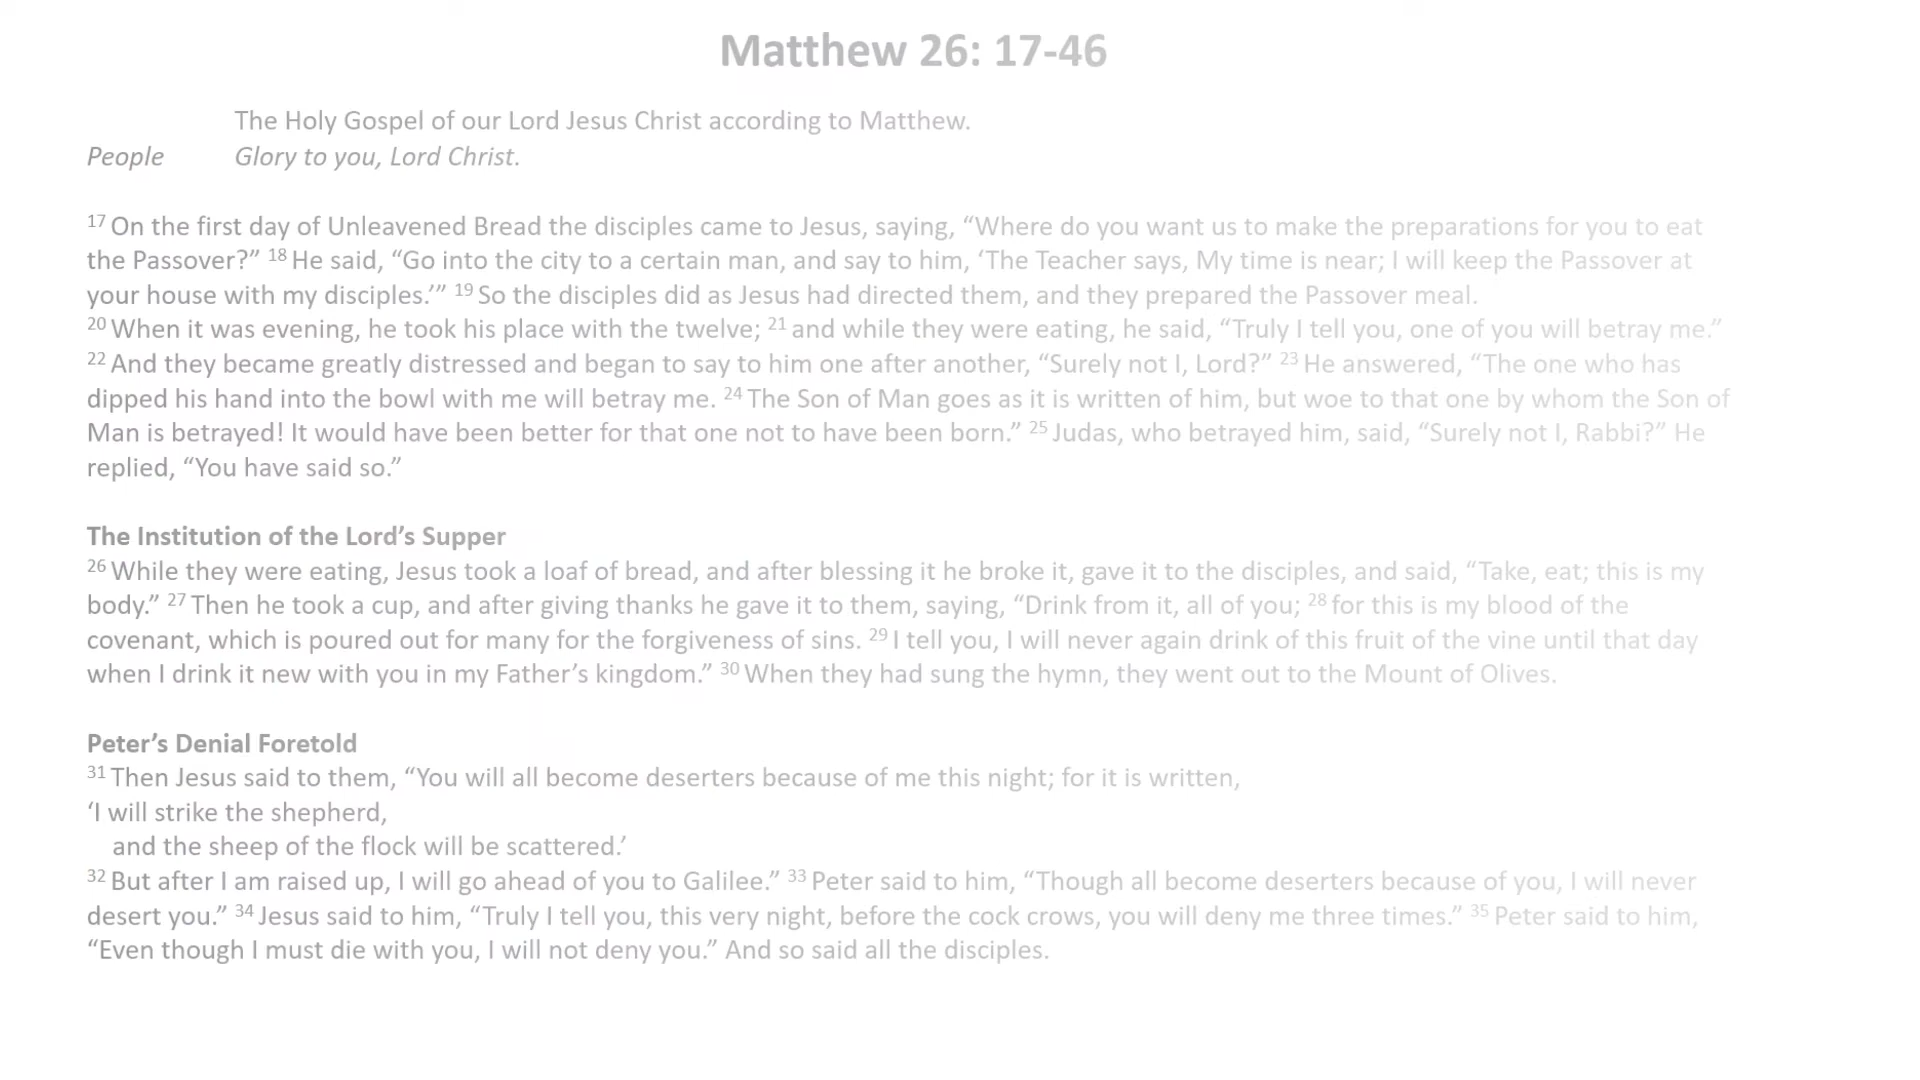 Matthew 26: 17-46
The Holy Gospel of our Lord Jesus Christ according to Matthew.
People Glory to you, Lord Christ.
17 On the first day of Unleavened Bread the disciples came to Jesus, saying, “Where do you want us to make the preparations for you to eat
the Passover?” 18 He said, “Go into the city to a certain man, and say to him, ‘The Teacher says, My time is near; I will keep the Passover at
your house with my disciples.’” 19 So the disciples did as Jesus had directed them, and they prepared the Passover meal.
20 When it was evening, he took his place with the twelve; 21 and while they were eating, he said, “Truly I tell you, one of you will betray me.”
22 And they became greatly distressed and began to say to him one after another, “Surely not I, Lord?” 23 He answered, “The one who has
dipped his hand into the bowl with me will betray me. 24 The Son of Man goes as it is written of him, but woe to that one by whom the Son of
Man is betrayed! It would have been better for that one not to have been born.” 25 Judas, who betrayed him, said, “Surely not I, Rabbi?” He
replied, “You have said so.”
The Institution of the Lord’s Supper
26 While they were eating, Jesus took a loaf of bread, and after blessing it he broke it, gave it to the disciples, and said, “Take, eat; this is my
body.” 27 Then he took a cup, and after giving thanks he gave it to them, saying, “Drink from it, all of you; 28 for this is my blood of the
covenant, which is poured out for many for the forgiveness of sins. 29 I tell you, I will never again drink of this fruit of the vine until that day
when I drink it new with you in my Father’s kingdom.” 30 When they had sung the hymn, they went out to the Mount of Olives.
Peter’s Denial Foretold
31 Then Jesus said to them, “You will all become deserters because of me this night; for it is written,
‘I will strike the shepherd,
and the sheep of the flock will be scattered.’
32 But after I am raised up, I will go ahead of you to Galilee.” 33 Peter said to him, “Though all become deserters because of you, I will never
desert you.” 34 Jesus said to him, “Truly I tell you, this very night, before the cock crows, you will deny me three times.” 35 Peter said to him,
“Even though I must die with you, I will not deny you.” And so said all the disciples.